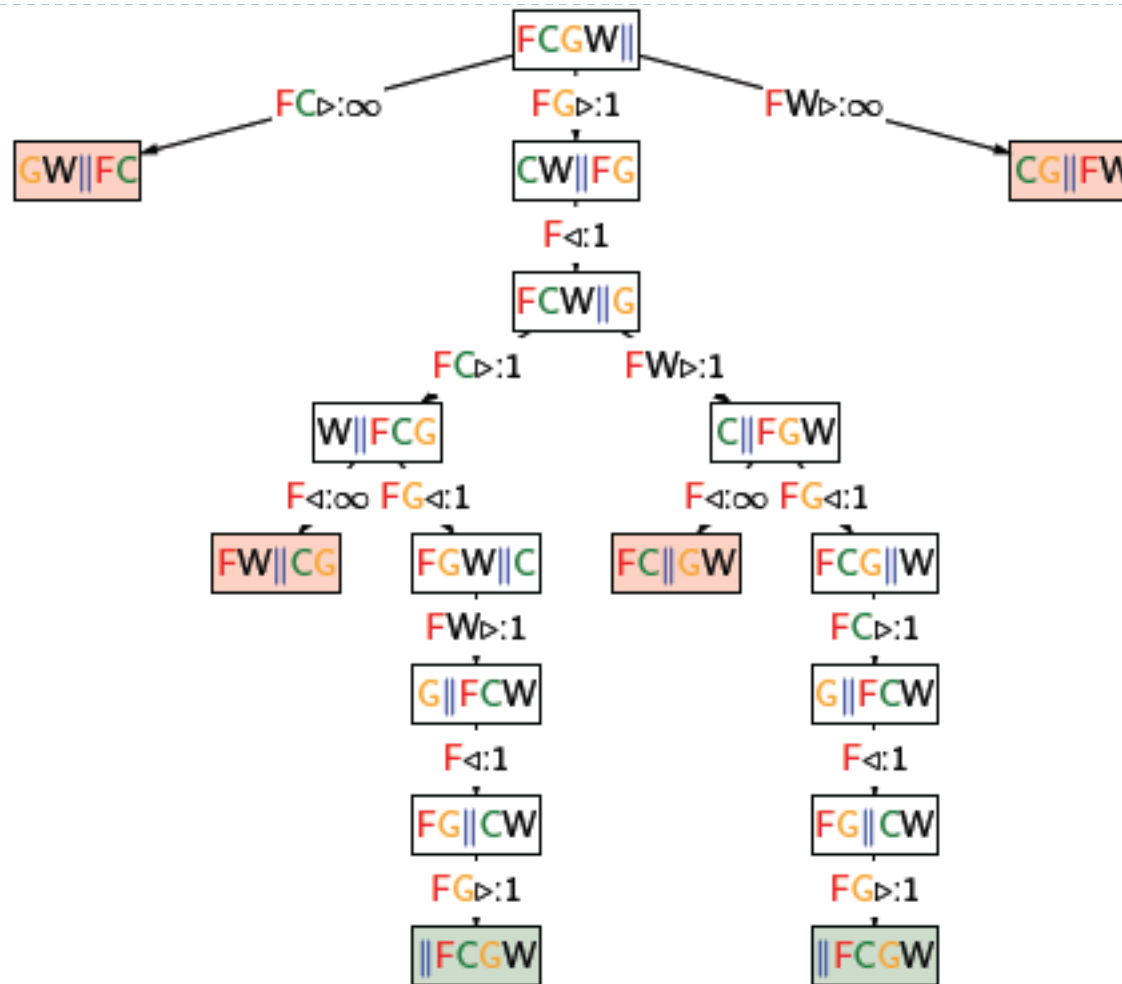 FCGW||
FC▹:∞ FG▹:1 FW▹:∞
GW||FC CW||FG CG||FW
F◃:1
FCW||G
FC▹:1 FW▹:1
W||FCG C||FGW
F◃:∞ FG◃:1 F◃:∞ FG◃:1
FW||CG FGW||C FC||GW FCG||W
FW▹:1 FC▹:1
G||FCW G||FCW
F◃:1 F◃:1
FG||CW FG||CW
FG▹:1 FG▹:1
||FCGW ||FCGW